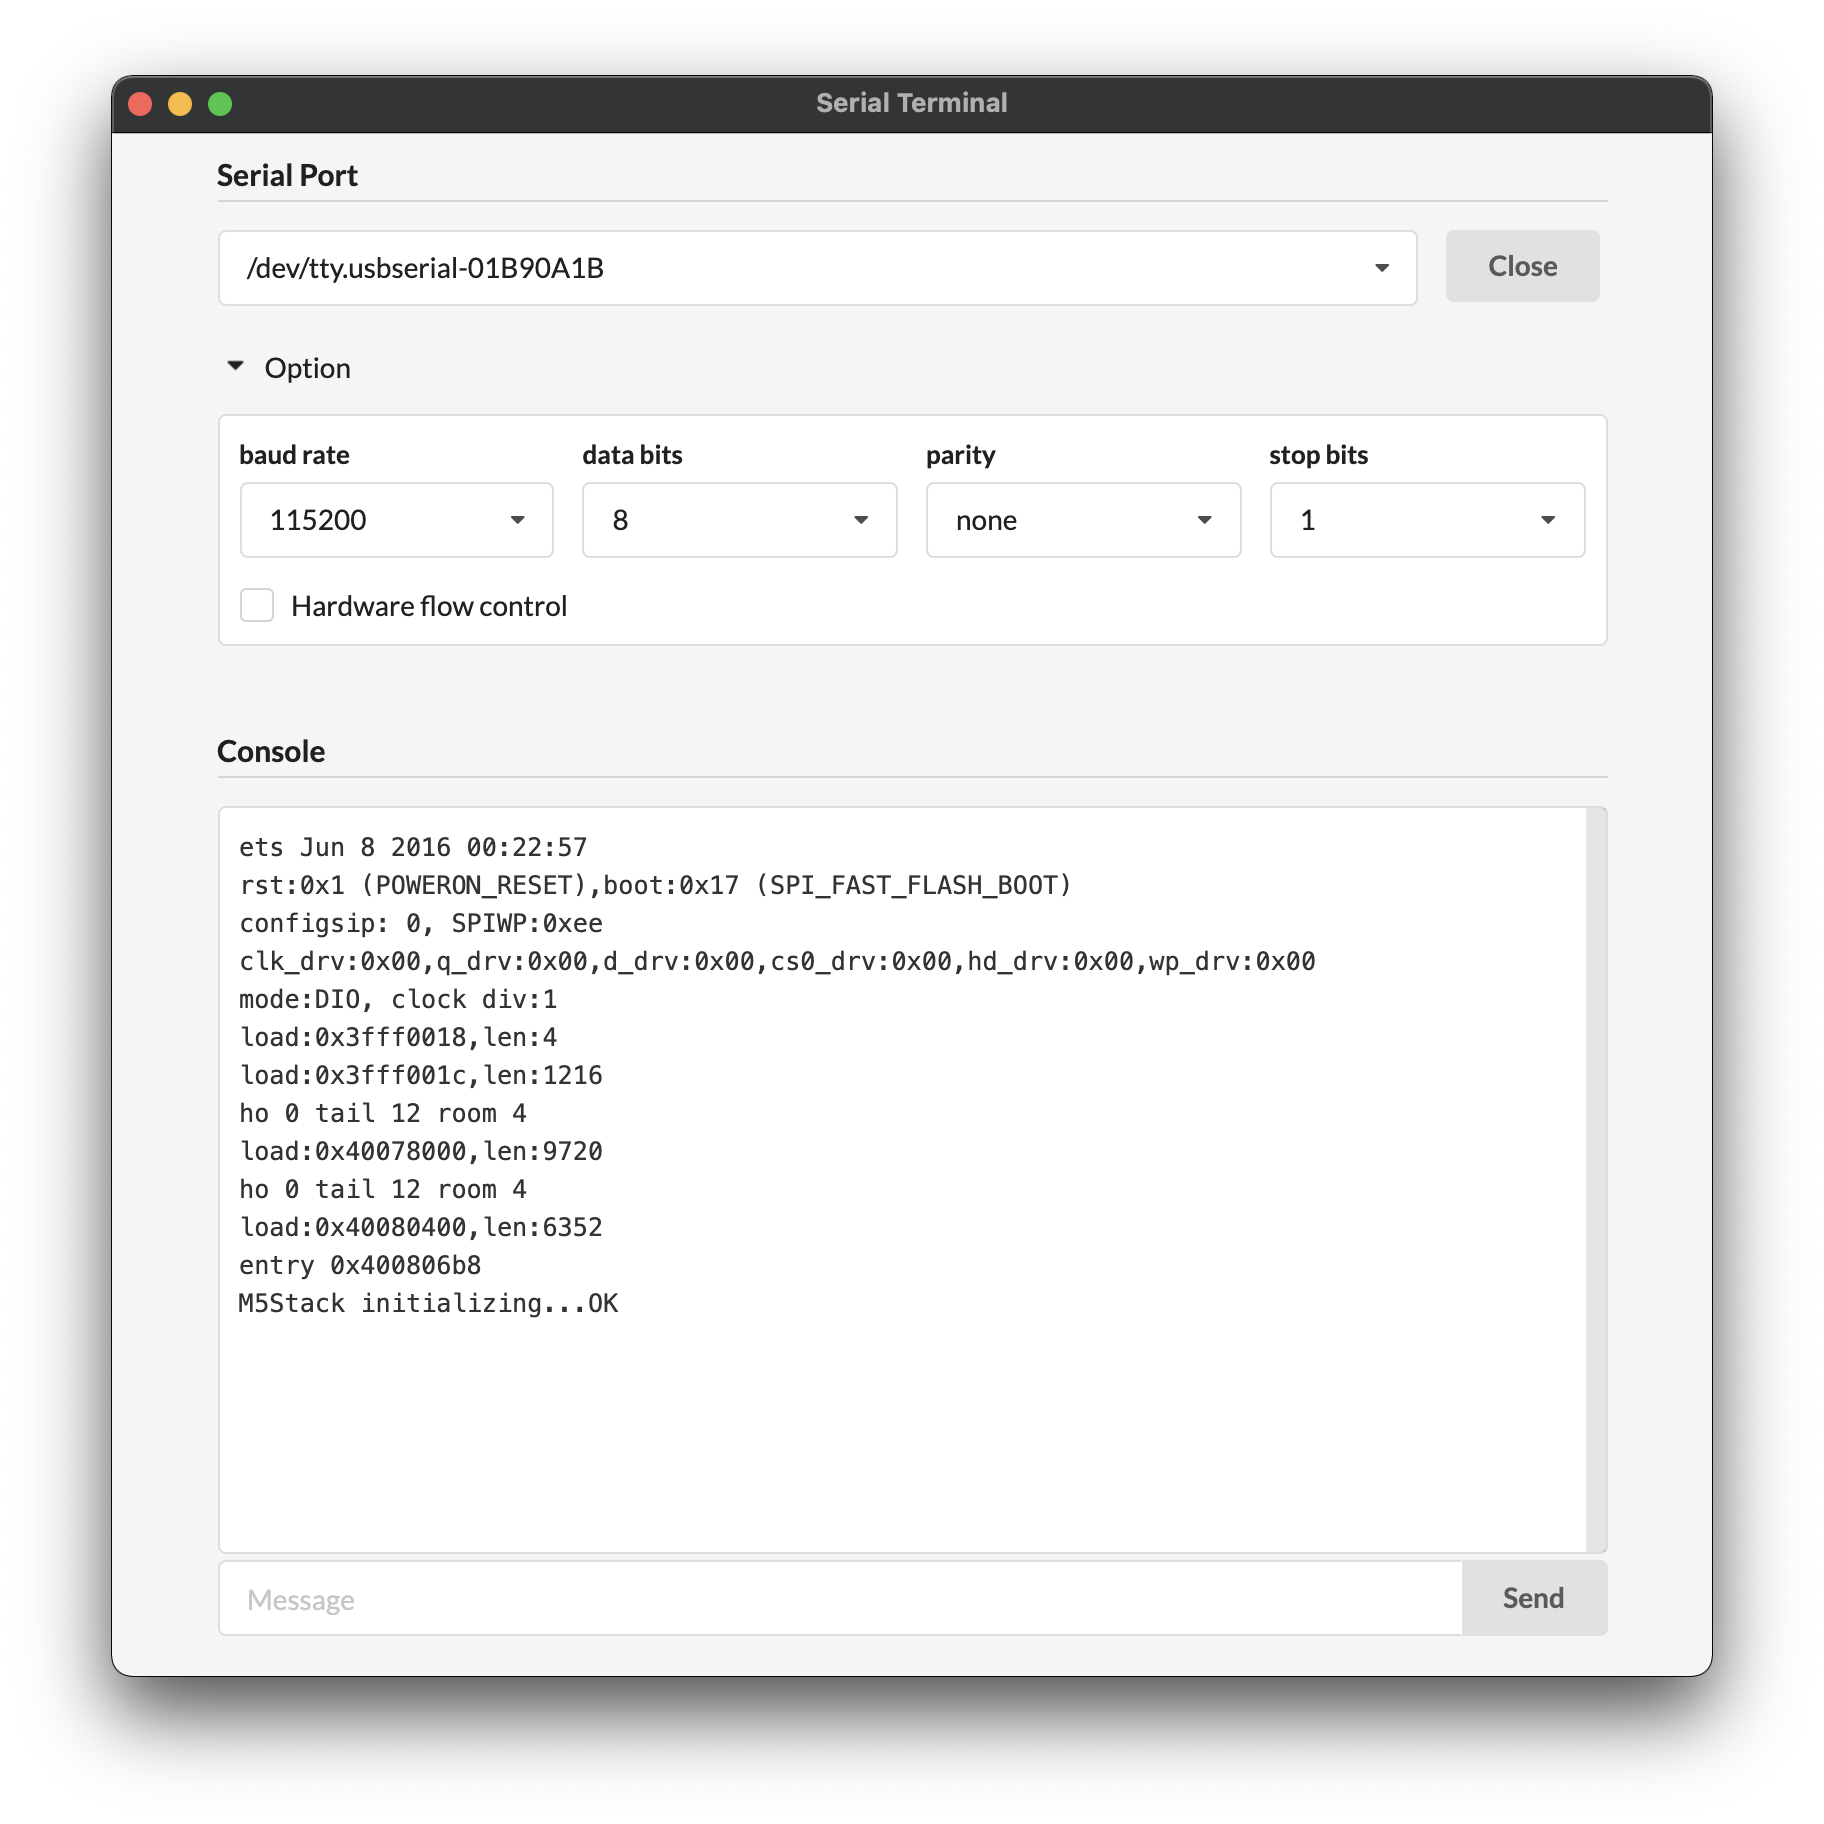 Serial Terminal
Serial Port
/dev/tty.usbserial-01B90A1B
Close
Option
baud rate data bits parity stop bits
115200 8 none 1
Hardware flow control
Console
ets Jun 8 2016 00:22:57
rst:0x1 (POWERON_RESET),boot:0x17 (SPI_FAST_FLASH_BOOT)
configsip: 0, SPIWP:0xee
clk_drv:0x00,q_drv:0x00,d_drv:0x00,cs0_drv:0x00,hd_drv:0x00,wp_drv:0x00
mode:DIO, clock div:1
load:0x3fff0018,len:4
load:0x3fff001c,len:1216
ho 0 tail 12 room 4
load:0x40078000,len:9720
ho 0 tail 12 room 4
load:0x40080400,len:6352
entry 0x400806b8
M5Stack initializing...OK
Message
Send